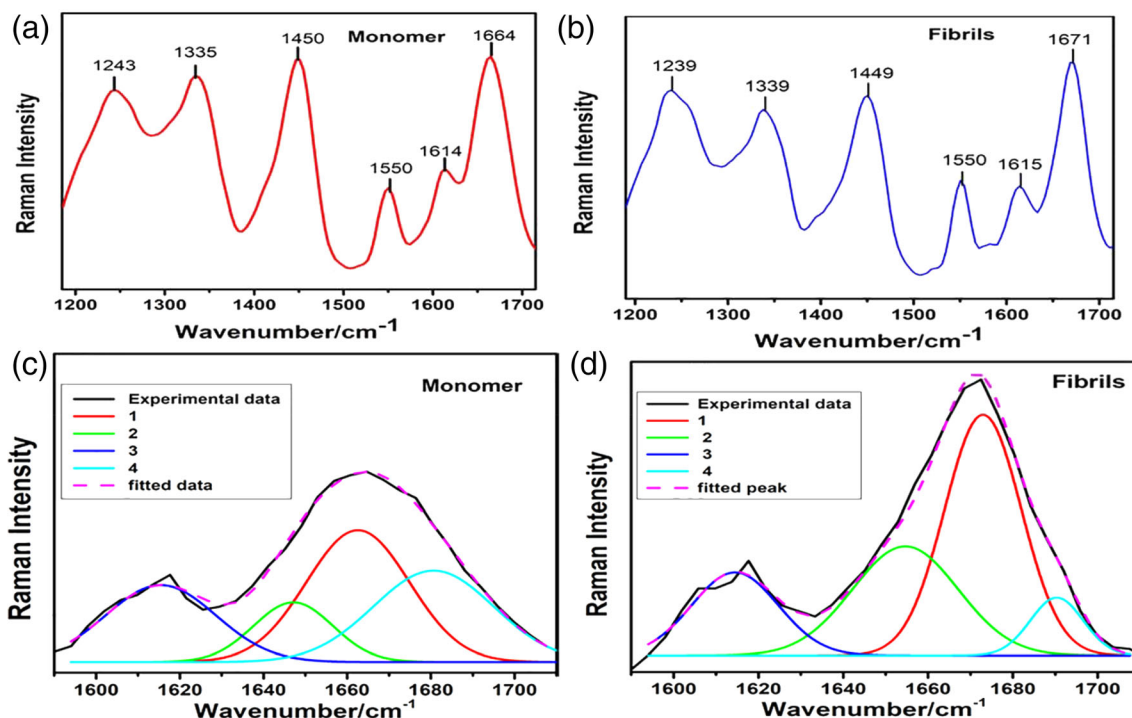 (a)
Monomer
1243
1335
1450
1550
1614
1664
Raman Intensity
1200 1300 1400 1500 1600 1700
Wavenumber/cm-1
(b)
Fibrils
1239
1339
1449
1550
1615
1671
Raman Intensity
1200 1300 1400 1500 1600 1700
Wavenumber/cm-1
(c)
Monomer
Experimental data
1
2
3
4
fitted data
Raman Intensity
1600 1620 1640 1660 1680 1700
Wavenumber/cm-1
(d)
Fibrils
Experimental data
1
2
3
4
fitted peak
Raman Intensity
1600 1620 1640 1660 1680 1700
Wavenumber/cm-1